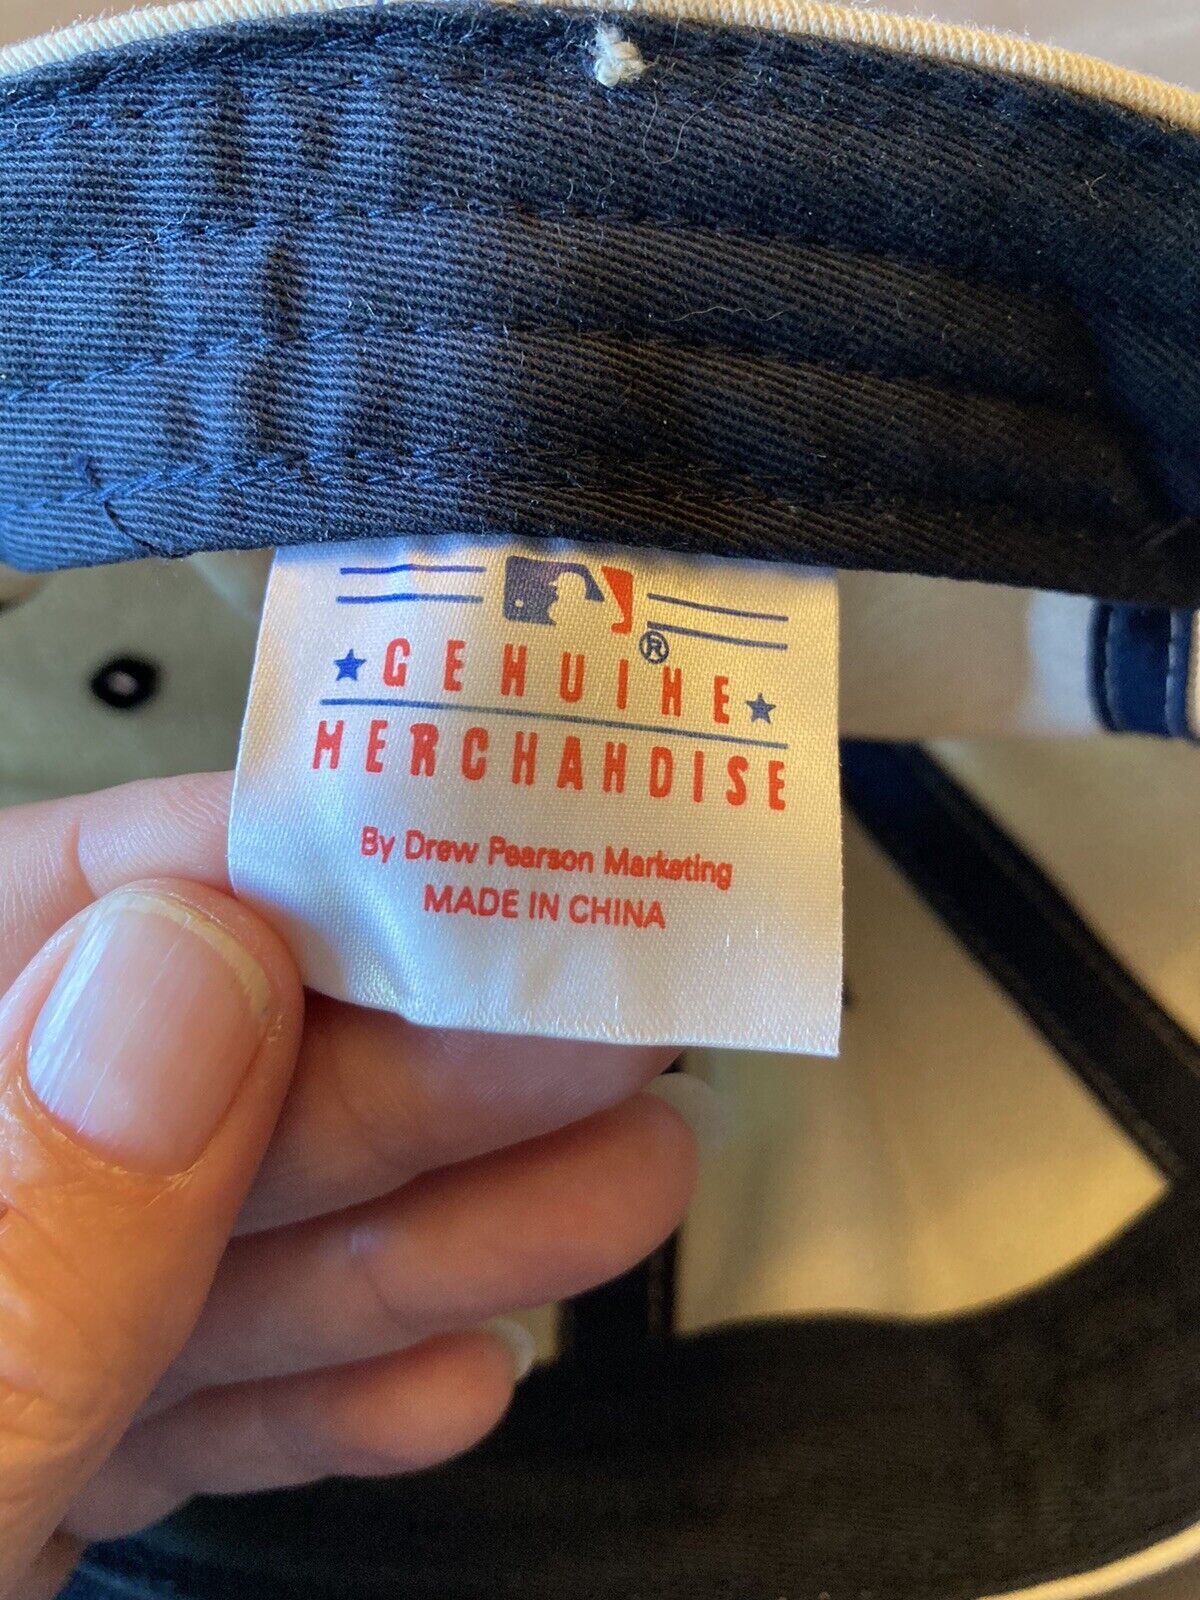 ®
GENUINE
MERCHANDISE
By Drew Pearson Marketing
MADE IN CHINA